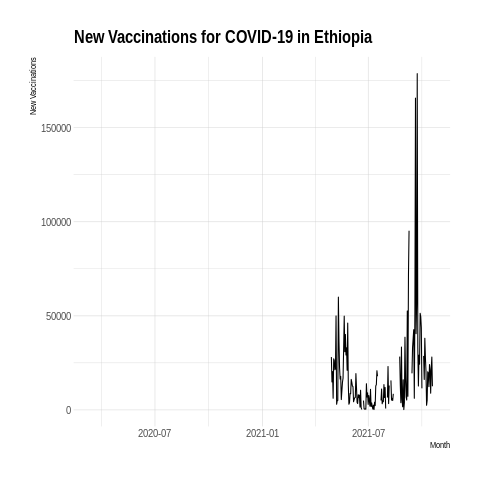 New Vaccinations for COVID-19 in Ethiopia
New Vaccinations
150000
100000
50000
0
2020-07 2021-01 2021-07
Month